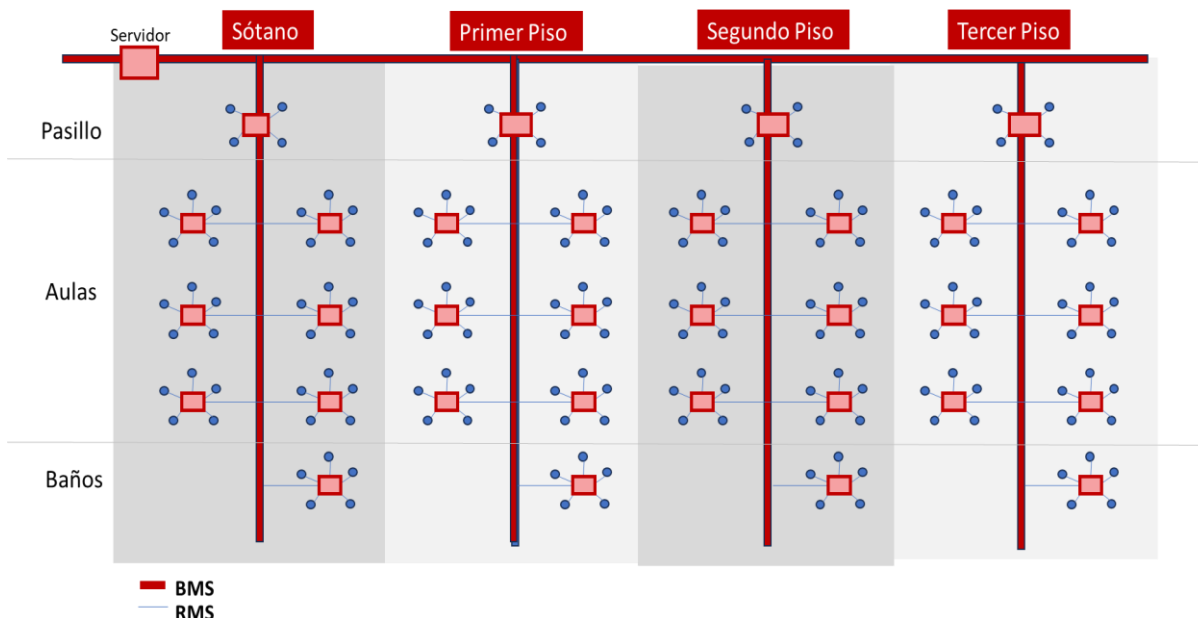 Servidor
Sótano
Primer Piso
Segundo Piso
Tercer Piso
Pasillo
Aulas
Baños
BMS
RMS